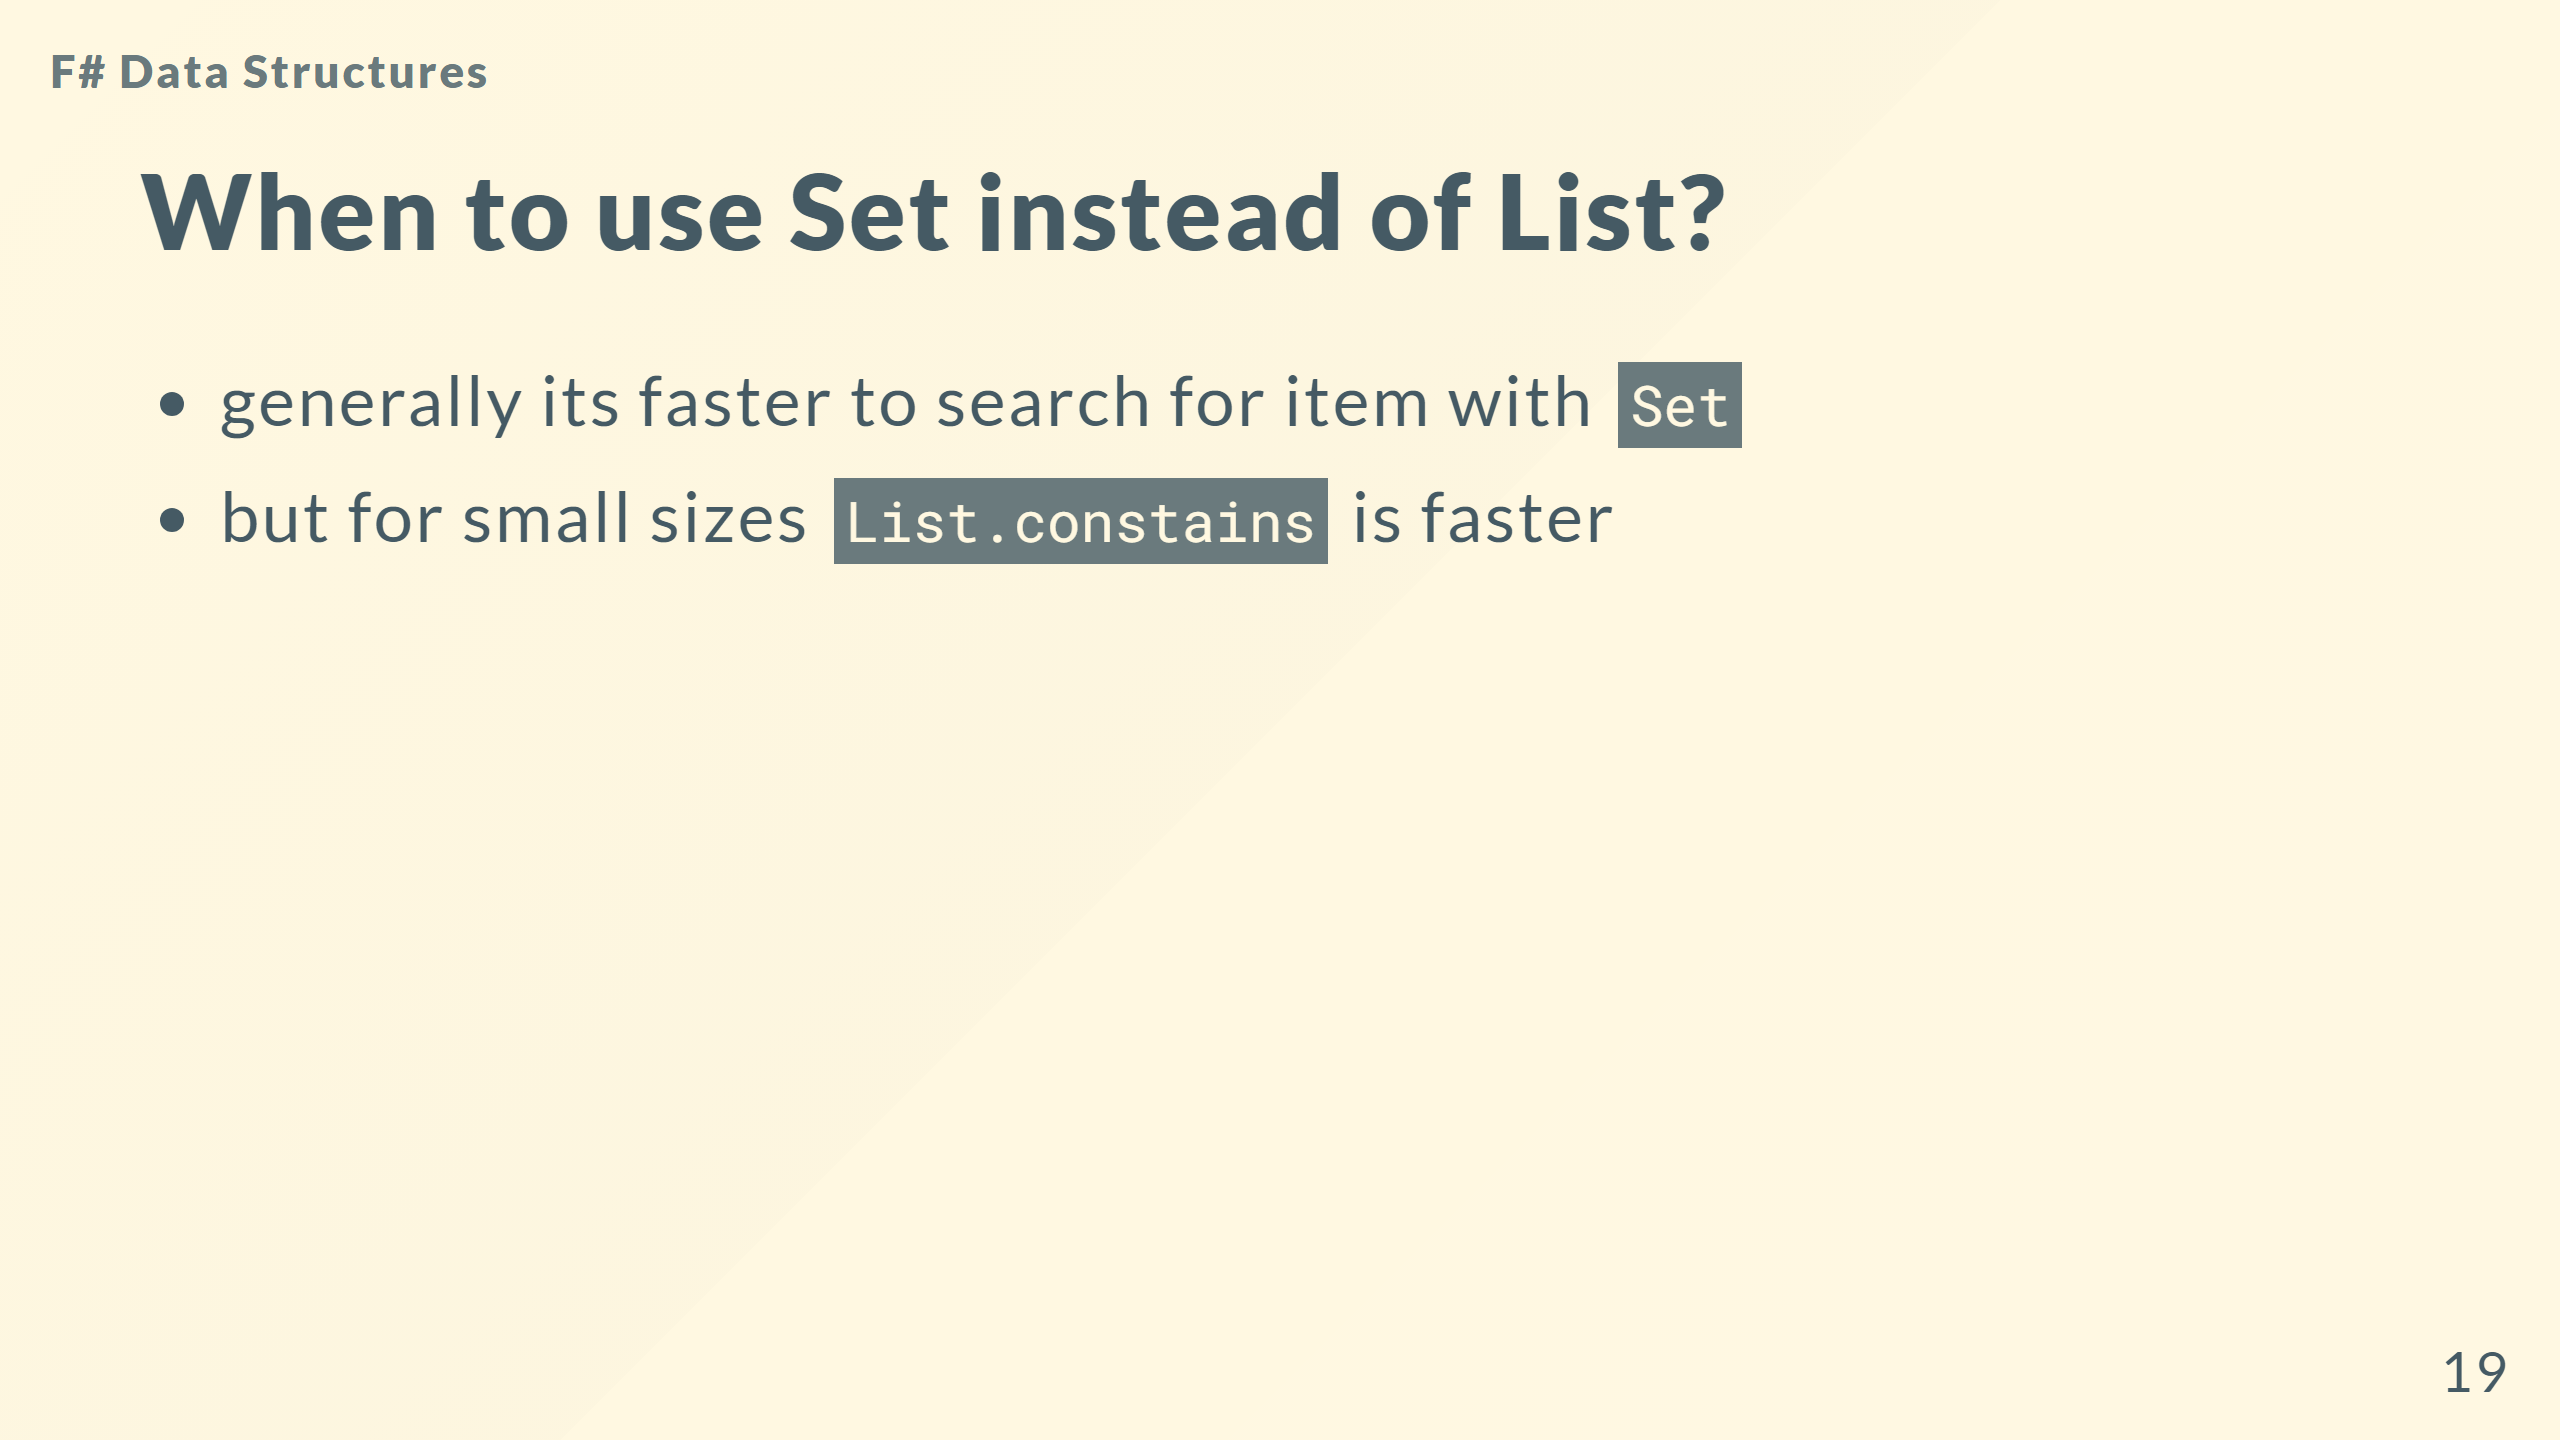 F# Data Structures
When to use Set instead of List?
• generally its faster to search for item with Set
• but for small sizes List.constains is faster
19